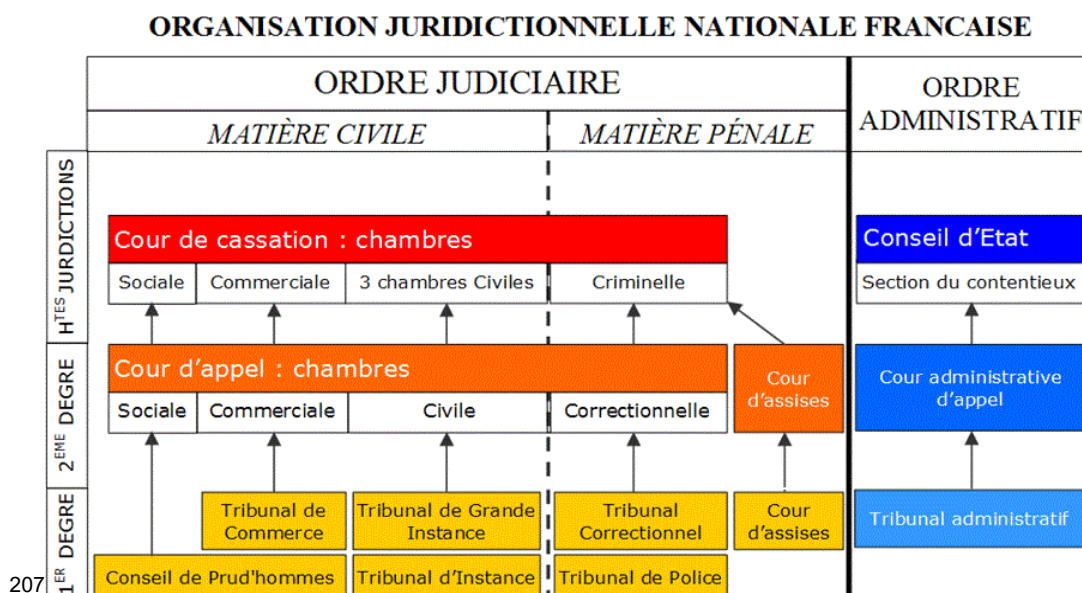 ORGANISATION JURIDICTIONNELLE NATIONALE FRANCAISE
ORDRE JUDICIAIRE
ORDRE
ADMINISTRATIF
MATIÈRE CIVILE
MATIÈRE PÉNALE
HTES JURDICTIONS
Cour de cassation : chambres
Sociale
Commerciale
3 chambres Civiles
Criminelle
Conseil d'Etat
Section du contentieux
2EME DEGRE
Cour d'appel : chambres
Sociale
Commerciale
Civile
Correctionnelle
Cour
d'assises
Cour administrative
d'appel
1ER DEGRE
Tribunal de
Commerce
Tribunal de Grande
Instance
Tribunal
Correctionnel
Cour
d'assises
Tribunal administratif
Conseil de Prud'hommes
Tribunal d'Instance
Tribunal de Police
207